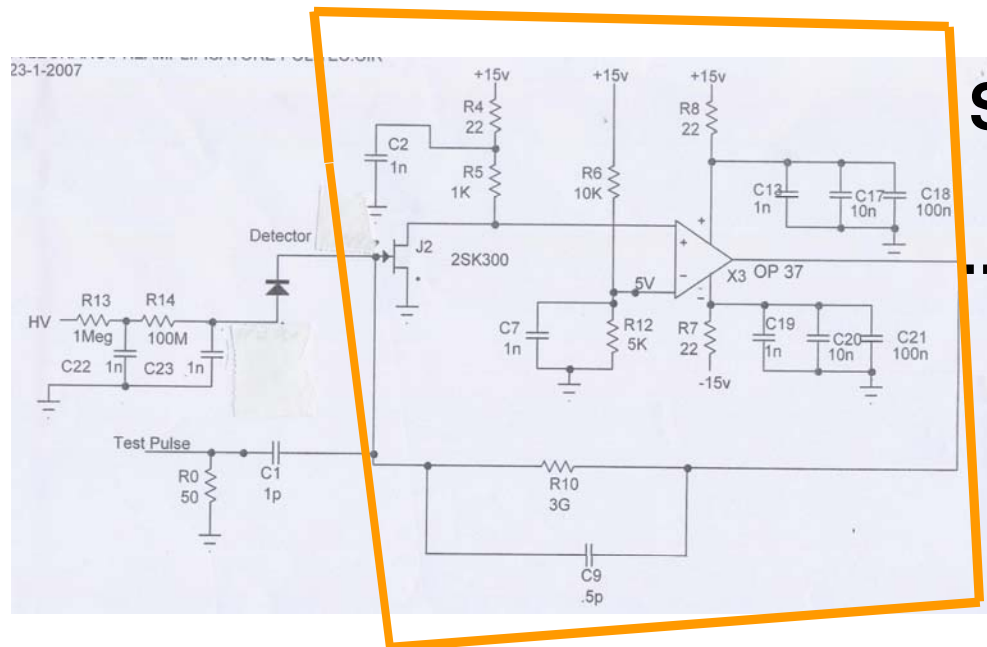 23-1-2007
+15v
+15v
+15v
R4
22
R8
22
S
C2
1n
R5
1K
R6
10K
C13
1n
C17
10n
C18
100n
Detector
J2
2SK300
+
+
−
−
X3
OP 37
..
5V
HV
R13
1Meg
R14
100M
C22
1n
C23
1n
C7
1n
R12
5K
R7
22
-15v
C19
1n
C20
10n
C21
100n
Test Pulse
R0
50
C1
1p
R10
3G
C9
.5p